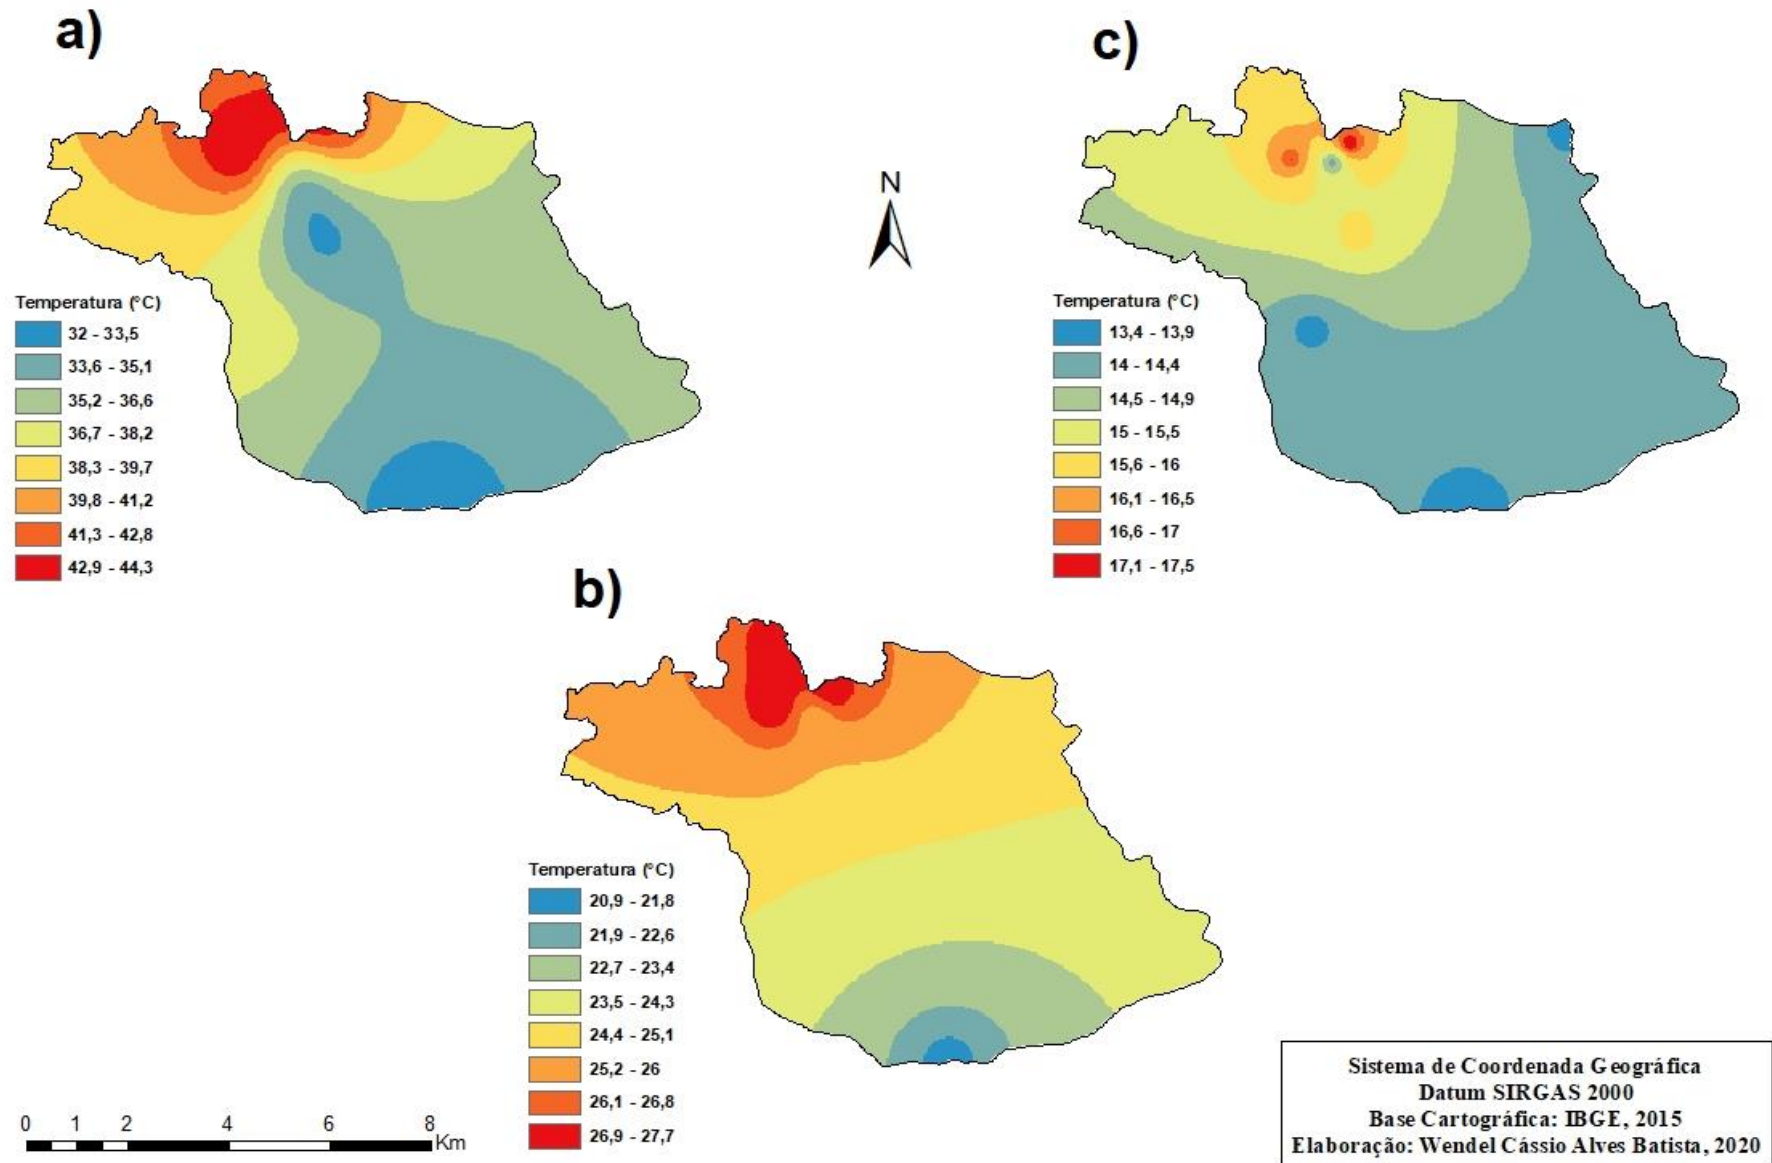 a)
c)
N
Temperatura (°C)
32 - 33,5
33,6 - 35,1
35,2 - 36,6
36,7 - 38,2
38,3 - 39,7
39,8 - 41,2
41,3 - 42,8
42,9 - 44,3
Temperatura (°C)
13,4 - 13,9
14 - 14,4
14,5 - 14,9
15 - 15,5
15,6 - 16
16,1 - 16,5
16,6 - 17
17,1 - 17,5
b)
Temperatura (°C)
20,9 - 21,8
21,9 - 22,6
22,7 - 23,4
23,5 - 24,3
24,4 - 25,1
25,2 - 26
26,1 - 26,8
26,9 - 27,7
0 1 2 4 6 8
Km
Sistema de Coordenada Geográfica
Datum SIRGAS 2000
Base Cartográfica: IBGE, 2015
Elaboração: Wendel Cássio Alves Batista, 2020